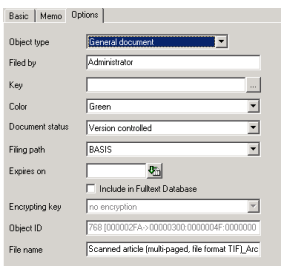 Basic Memo Options
Object type General document
Filed by Administrator
Key ...
Color Green
Document status Version controlled
Filing path BASIS
Expires on
Include in Fulltext Database
Encrypting key no encryption
Object ID 768 [000002FA->00000300:0000004F:0000000
File name Scanned article (multi-paged, file format TIF)_Arc